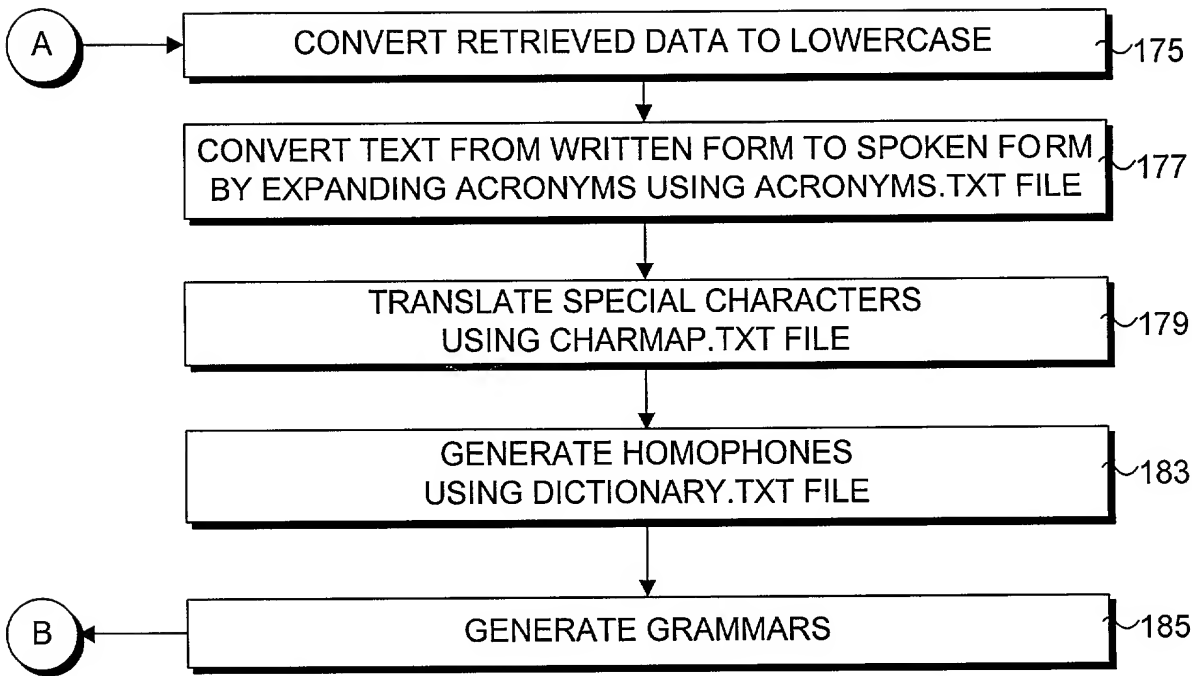 A
CONVERT RETRIEVED DATA TO LOWERCASE
175
CONVERT TEXT FROM WRITTEN FORM TO SPOKEN FORM
BY EXPANDING ACRONYMS USING ACRONYMS.TXT FILE
177
TRANSLATE SPECIAL CHARACTERS
USING CHARMAP.TXT FILE
179
GENERATE HOMOPHONES
USING DICTIONARY.TXT FILE
183
B
GENERATE GRAMMARS
185